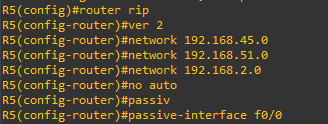 R5(config)#router rip
R5(config-router)#ver 2
R5(config-router)#network 192.168.45.0
R5(config-router)#network 192.168.51.0
R5(config-router)#network 192.168.2.0
R5(config-router)#no auto
R5(config-router)#passiv
R5(config-router)#passive-interface f0/0